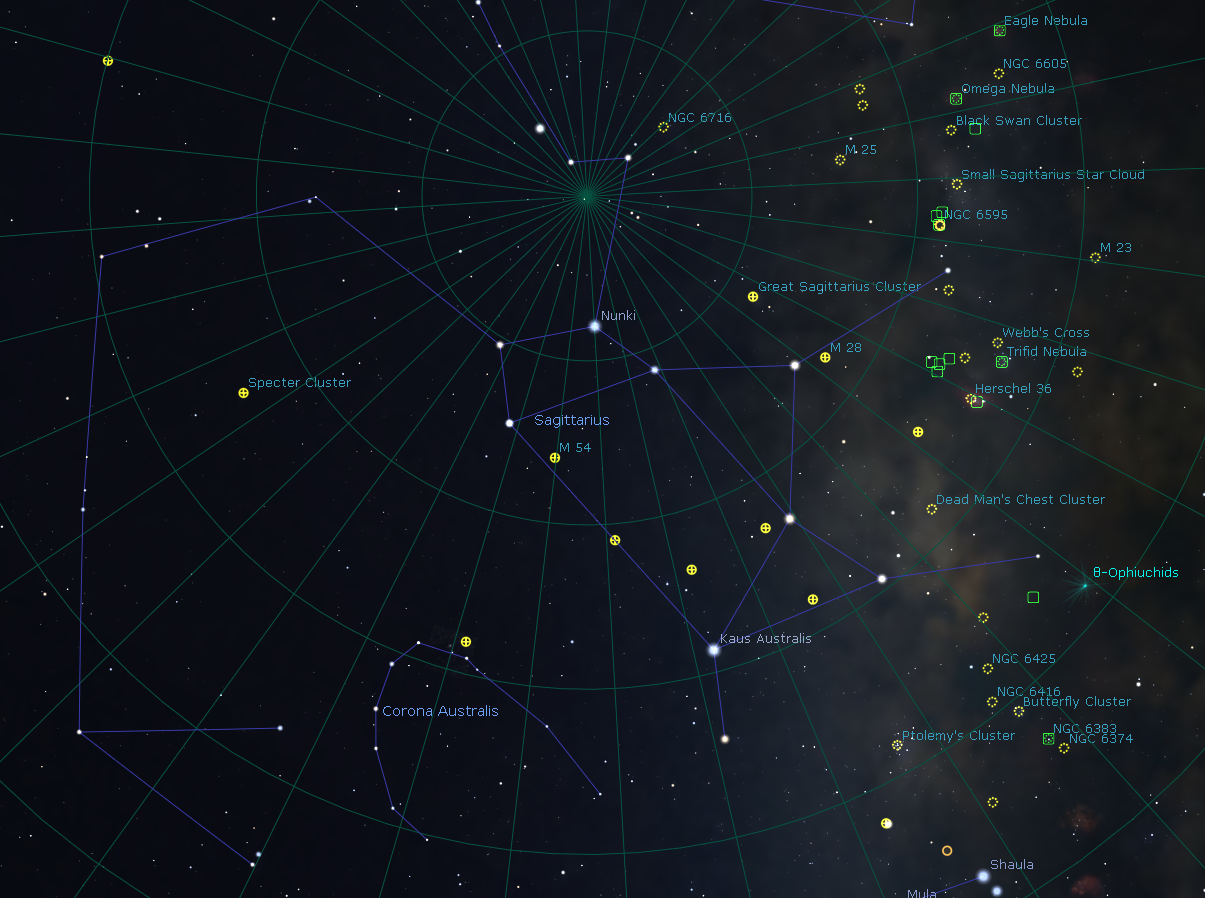 Eagle Nebula
NGC 6605
Omega Nebula
NGC 6716
Black Swan Cluster
M 25
Small Sagittarius Star Cloud
NGC 6595
M 23
Great Sagittarius Cluster
Nunki
Webb's Cross
M 28
Trifid Nebula
Specter Cluster
Herschel 36
Sagittarius
M 54
Dead Man's Chest Cluster
θ-Ophiuchids
Kaus Australis
NGC 6425
NGC 6416
Butterfly Cluster
Corona Australis
NGC 6383
Ptolemy's Cluster
NGC 6374
Shaula
Mula